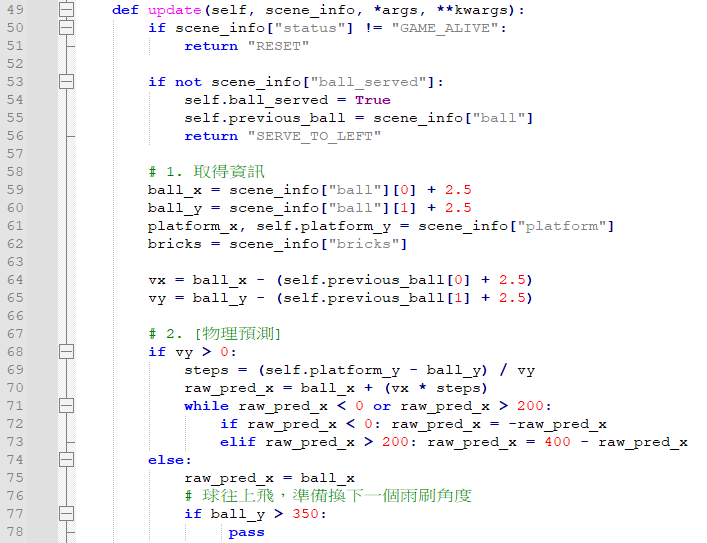 49 def update(self, scene_info, *args, **kwargs):
50 if scene_info["status"] != "GAME_ALIVE":
51 return "RESET"
52
53 if not scene_info["ball_served"]:
54 self.ball_served = True
55 self.previous_ball = scene_info["ball"]
56 return "SERVE_TO_LEFT"
57
58 # 1. 取得資訊
59 ball_x = scene_info["ball"][0] + 2.5
60 ball_y = scene_info["ball"][1] + 2.5
61 platform_x, self.platform_y = scene_info["platform"]
62 bricks = scene_info["bricks"]
63
64 vx = ball_x - (self.previous_ball[0] + 2.5)
65 vy = ball_y - (self.previous_ball[1] + 2.5)
66
67 # 2. [物理預測]
68 if vy > 0:
69 steps = (self.platform_y - ball_y) / vy
70 raw_pred_x = ball_x + (vx * steps)
71 while raw_pred_x < 0 or raw_pred_x > 200:
72 if raw_pred_x < 0: raw_pred_x = -raw_pred_x
73 elif raw_pred_x > 200: raw_pred_x = 400 - raw_pred_x
74 else:
75 raw_pred_x = ball_x
76 # 球往上飛，準備換下一個雨刷角度
77 if ball_y > 350:
78 pass